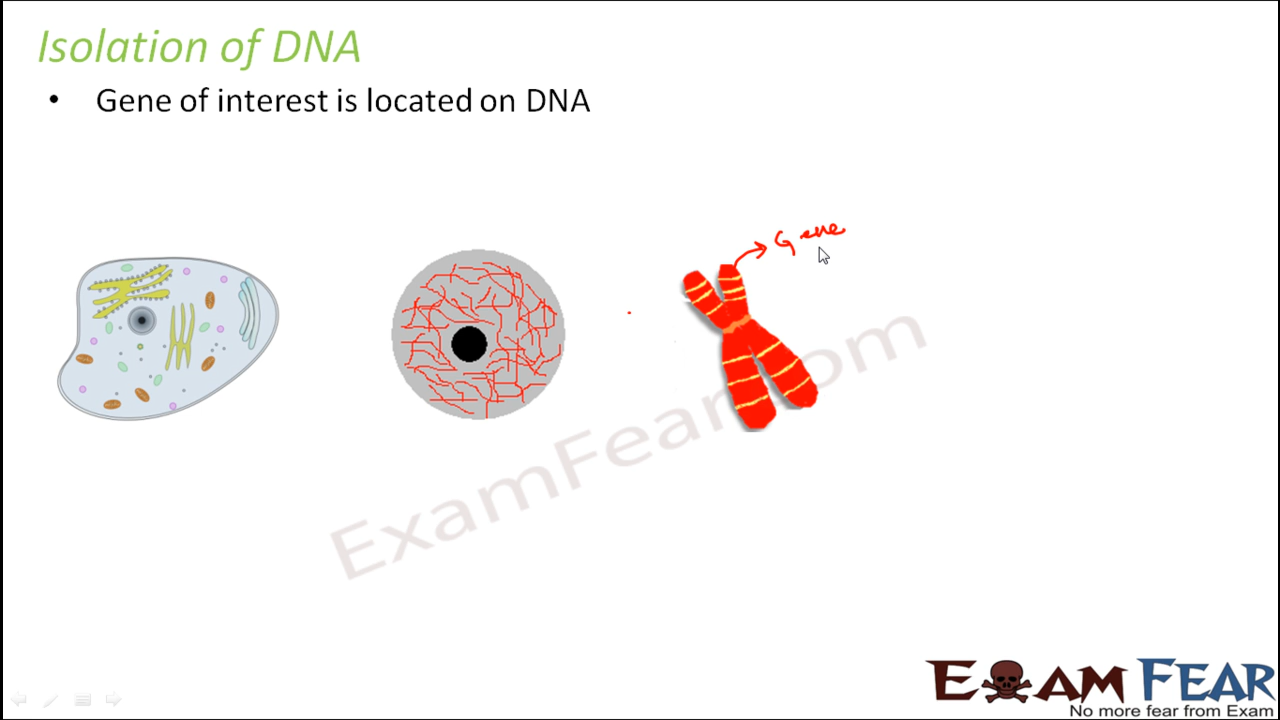 Isolation of DNA
• Gene of interest is located on DNA
Gene
ExamFear.com
EXAM FEAR
No more fear from Exam